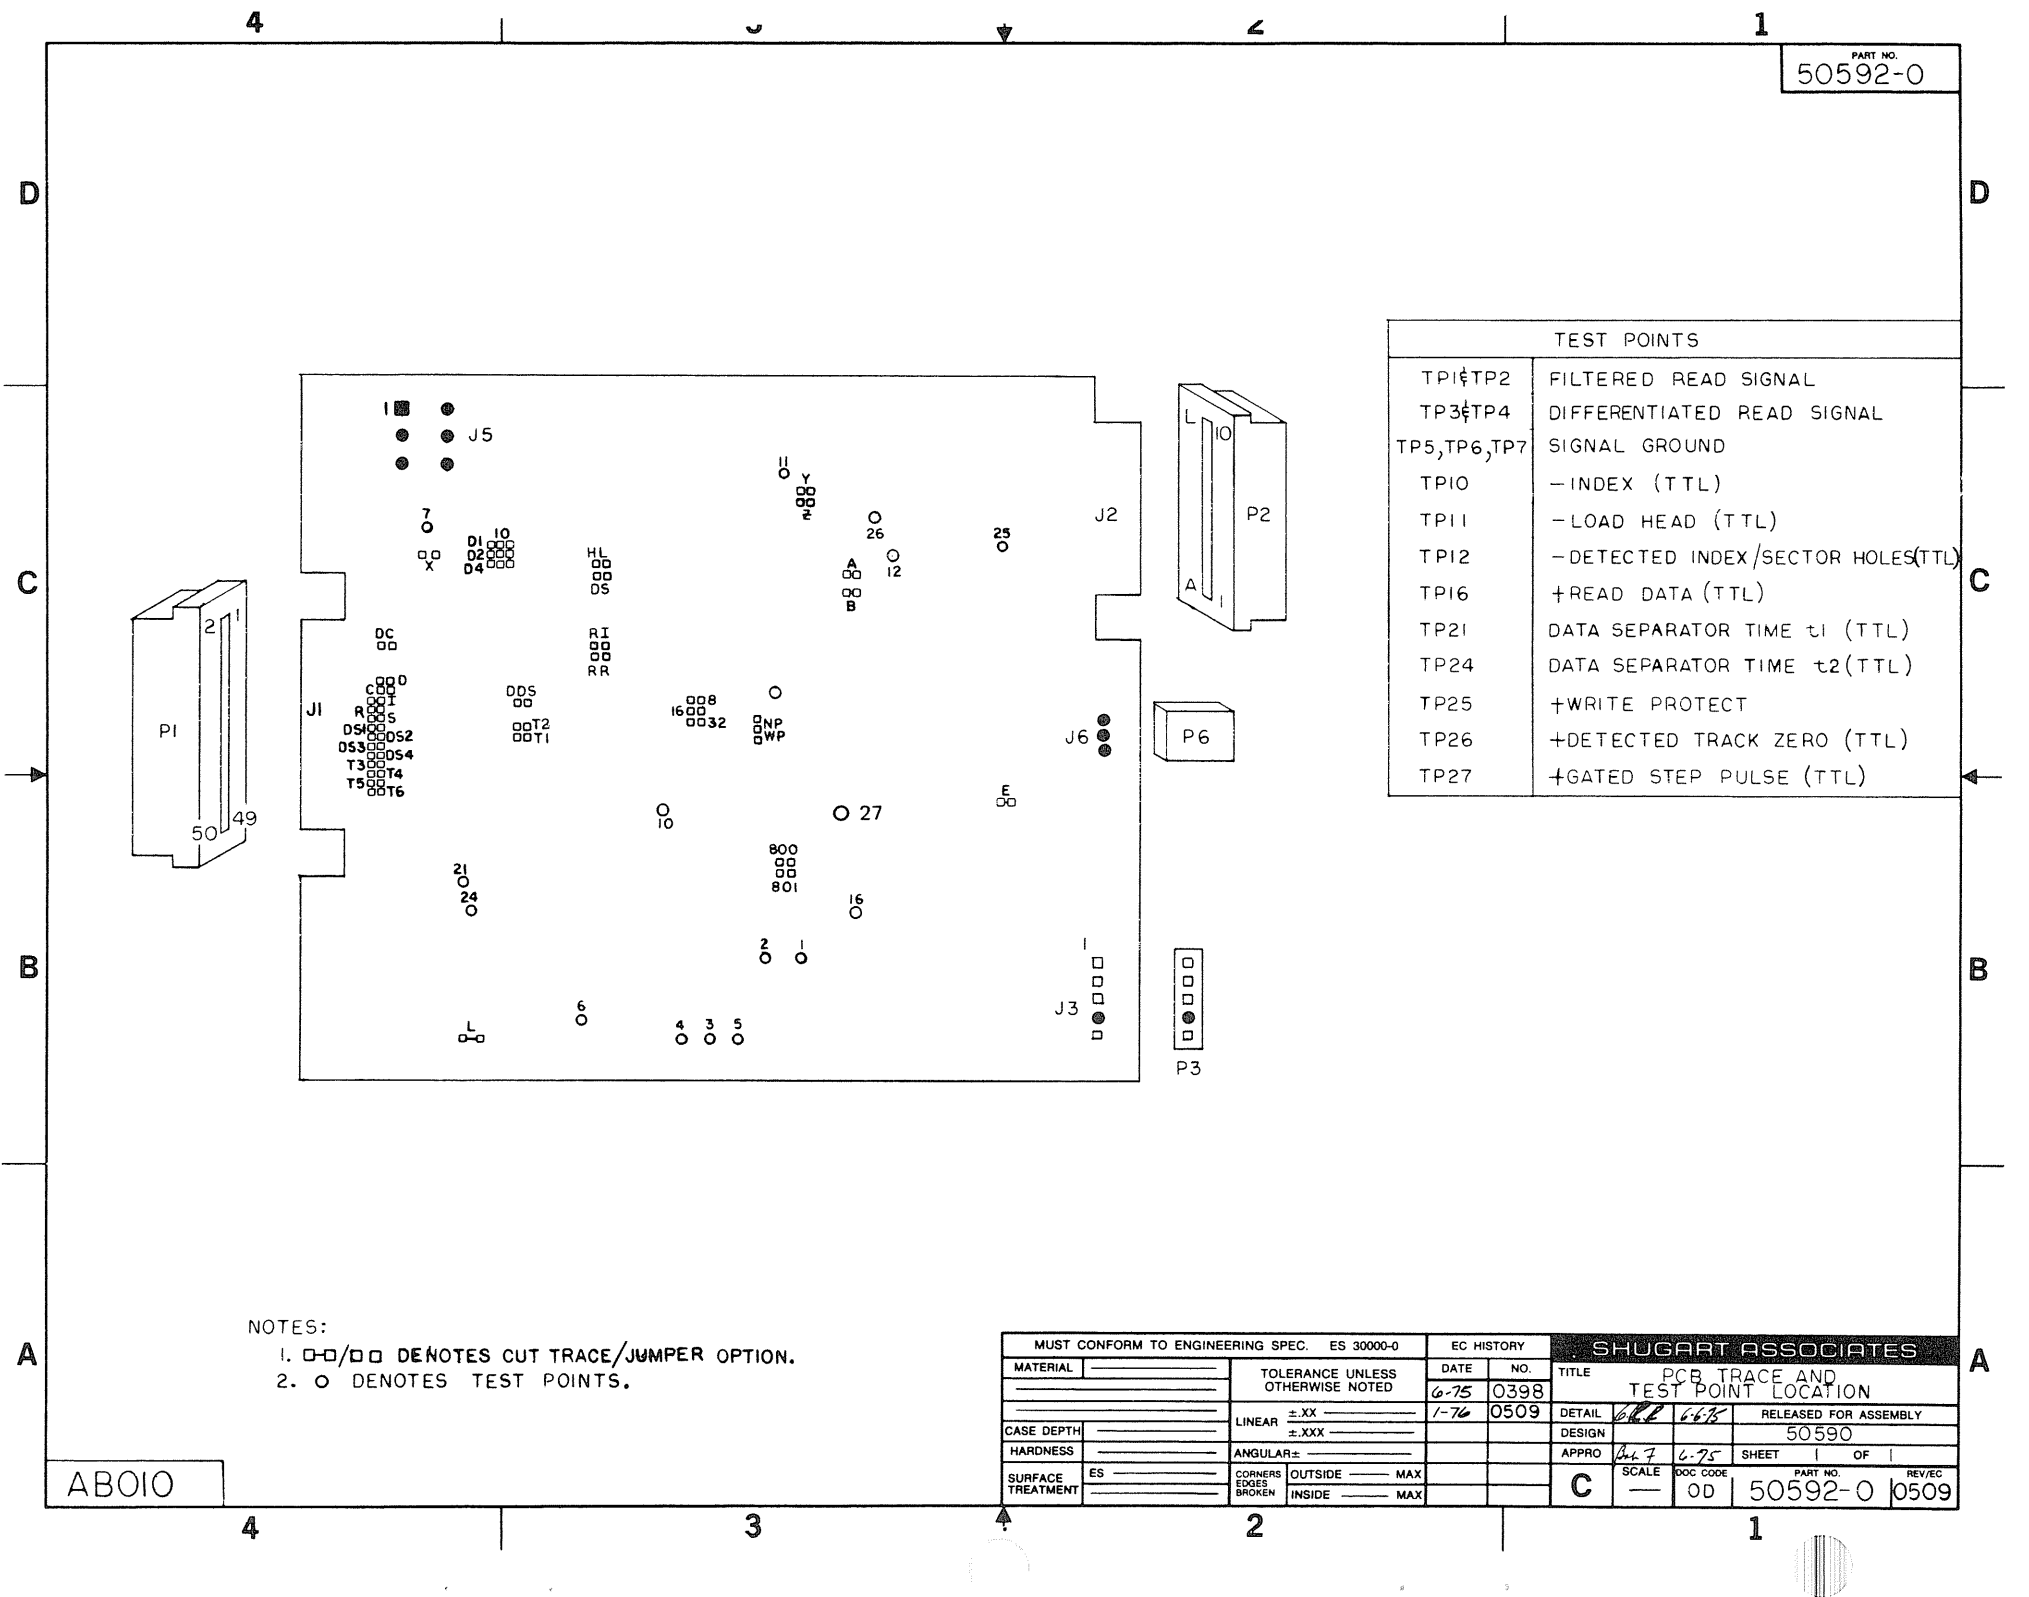 4 2 1
PART NO.
50592-0
D D
TEST POINTS
TP1&TP2 FILTERED READ SIGNAL
TP3&TP4 DIFFERENTIATED READ SIGNAL
TP5,TP6,TP7 SIGNAL GROUND
TP10 -INDEX (TTL)
TP11 -LOAD HEAD (TTL)
TP12 -DETECTED INDEX/SECTOR HOLES(TTL)
TP16 +READ DATA (TTL)
TP21 DATA SEPARATOR TIME t1 (TTL)
TP24 DATA SEPARATOR TIME t2(TTL)
TP25 +WRITE PROTECT
TP26 +DETECTED TRACK ZERO (TTL)
TP27 +GATED STEP PULSE (TTL)
1
J5
11
Y
Z
7
X
D1 10
D2
D4
HL
DS
26
12
25
A
B
J2
L
10
A
1
P2
C C
2 1
P1
50 49
J1
DC
D
C
I
R
S
DS1
DS2
DS3
DS4
T3
T4
T5
T6
RI
RR
DDS
T2
T1
8
16
32
NP
WP
J6
P6
E
10
27
800
801
21
24
16
2 1
6
4 3 5
L
1
J3
P3
B B
NOTES:
1. / DENOTES CUT TRACE/JUMPER OPTION.
2. O DENOTES TEST POINTS.
A A
AB010
MUST CONFORM TO ENGINEERING SPEC. ES 30000-0
MATERIAL
TOLERANCE UNLESS
OTHERWISE NOTED
LINEAR ±.XX
±.XXX
CASE DEPTH
HARDNESS
ANGULAR±
SURFACE
TREATMENT
ES
CORNERS
EDGES
BROKEN
OUTSIDE MAX
INSIDE MAX
EC HISTORY
DATE NO.
6-75 0398
1-76 0509
SHUGART ASSOCIATES
TITLE PCB TRACE AND
TEST POINT LOCATION
DETAIL 6-6-75 RELEASED FOR ASSEMBLY
DESIGN 50590
APPRO 6-75 SHEET 1 OF 1
C
SCALE
DOC CODE
OD
PART NO.
50592-0
REV/EC
0509
4 3 2 1